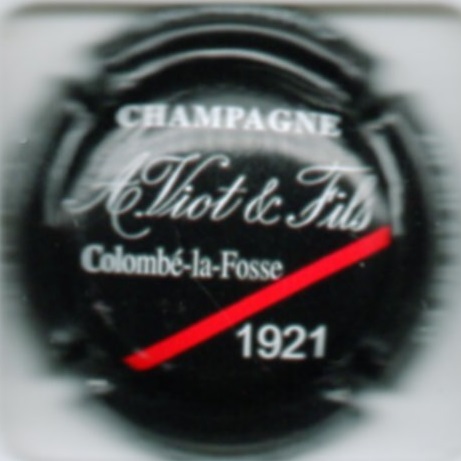 CHAMPAGNE
A Viot & Fils
Colombé-la-Fosse
1921